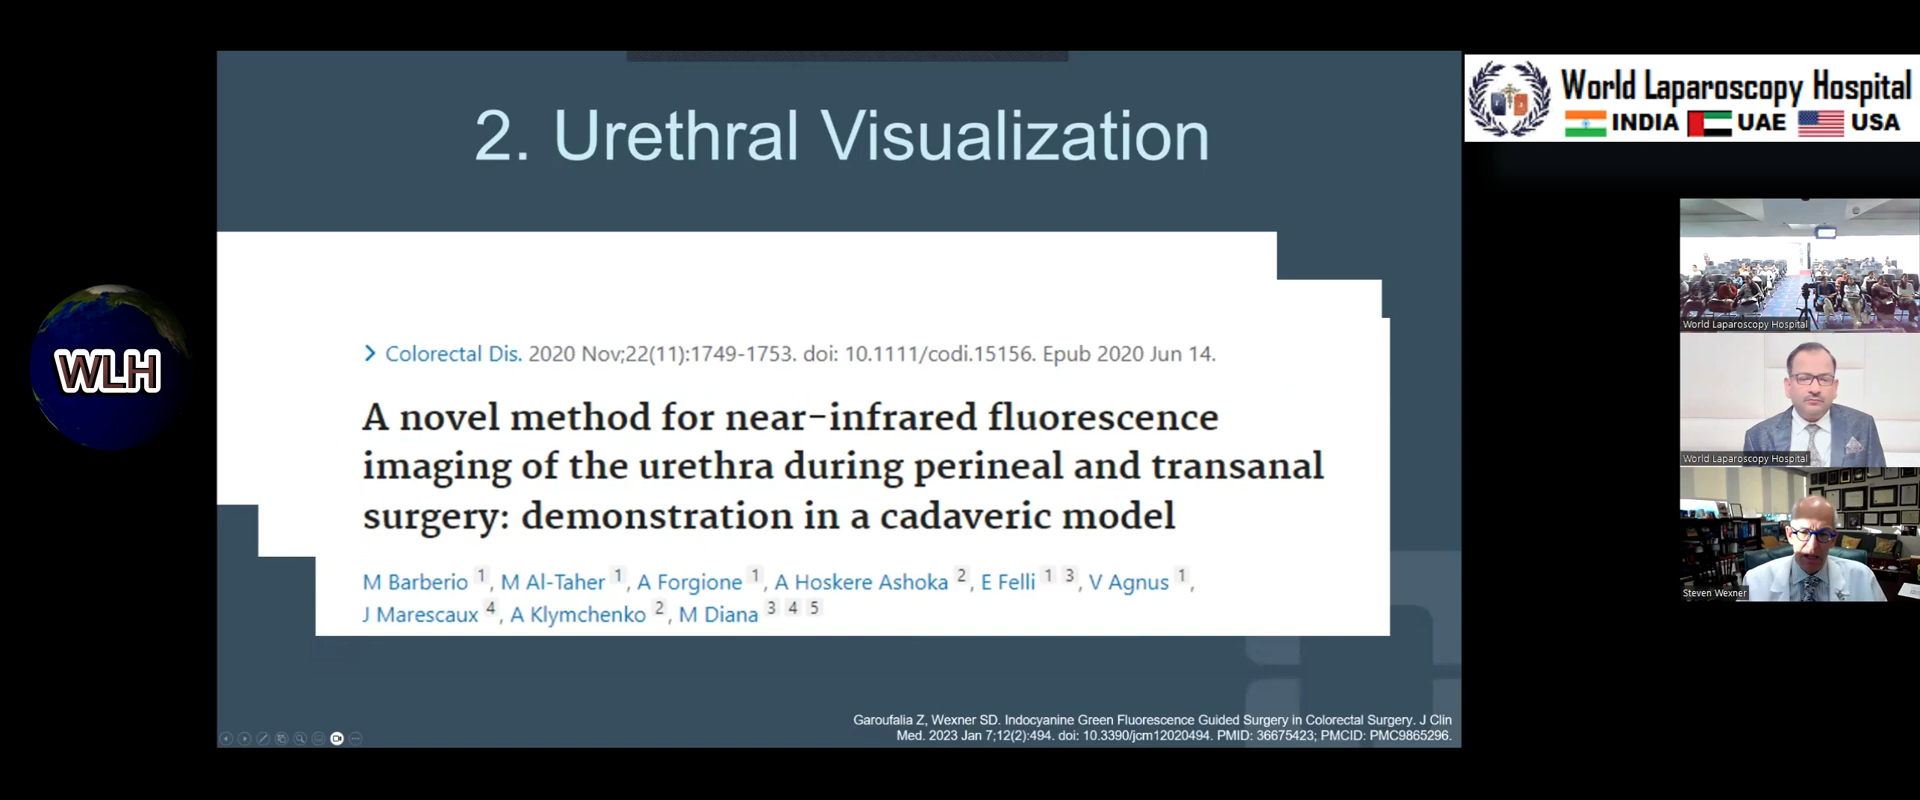 2. Urethral Visualization
World Laparoscopy Hospital
INDIA UAE USA
WLH
> Colorectal Dis. 2020 Nov;22(11):1749-1753. doi: 10.1111/codi.15156. Epub 2020 Jun 14.
A novel method for near-infrared fluorescence
imaging of the urethra during perineal and transanal
surgery: demonstration in a cadaveric model
M Barberio 1, M Al-Taher 1, A Forgione 1, A Hoskere Ashoka 2, E Felli 1 3, V Agnus 1,
J Marescaux 4, A Klymchenko 2, M Diana 3 4 5
Garoufalia Z, Wexner SD. Indocyanine Green Fluorescence Guided Surgery in Colorectal Surgery. J Clin
Med. 2023 Jan 7;12(2):494. doi: 10.3390/jcm12020494. PMID: 36675423; PMCID: PMC9865296.
World Laparoscopy Hospital
World Laparoscopy Hospital
Steven Wexner